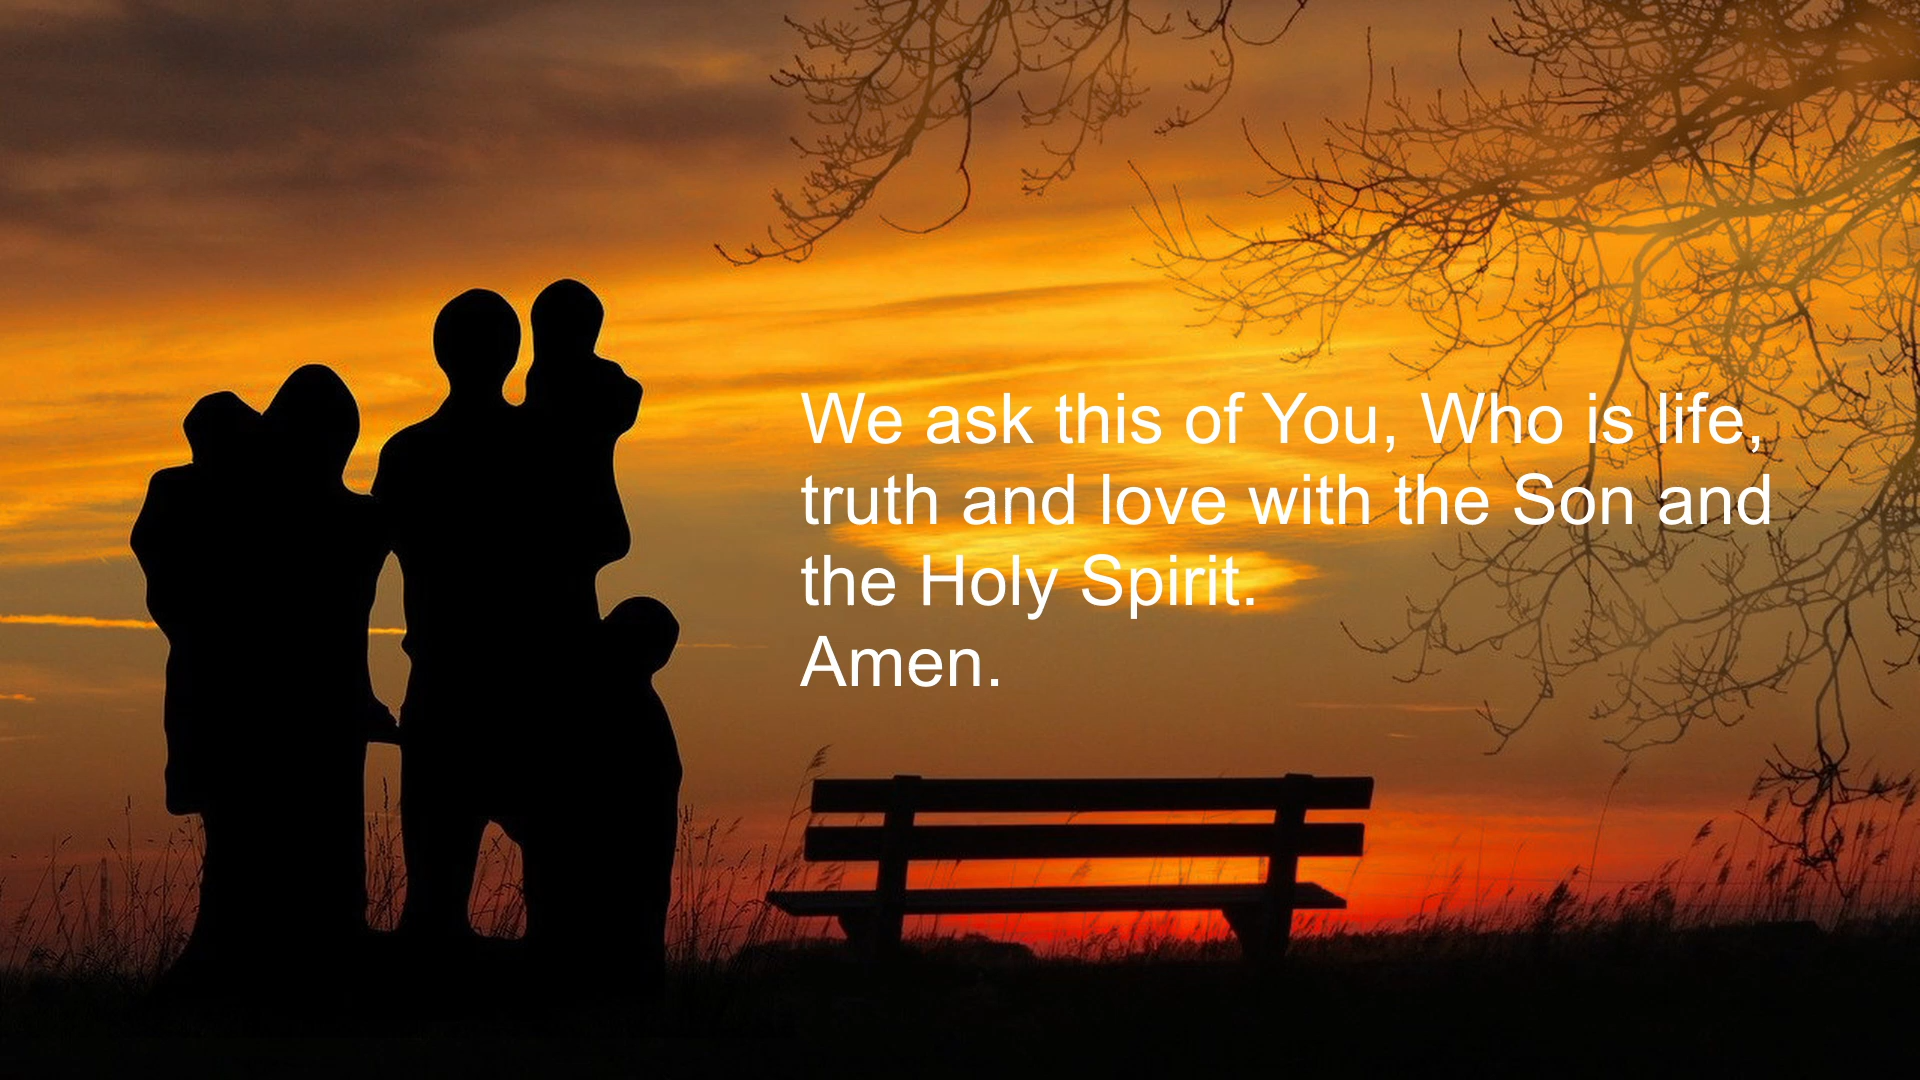 We ask this of You, Who is life,
truth and love with the Son and
the Holy Spirit.
Amen.